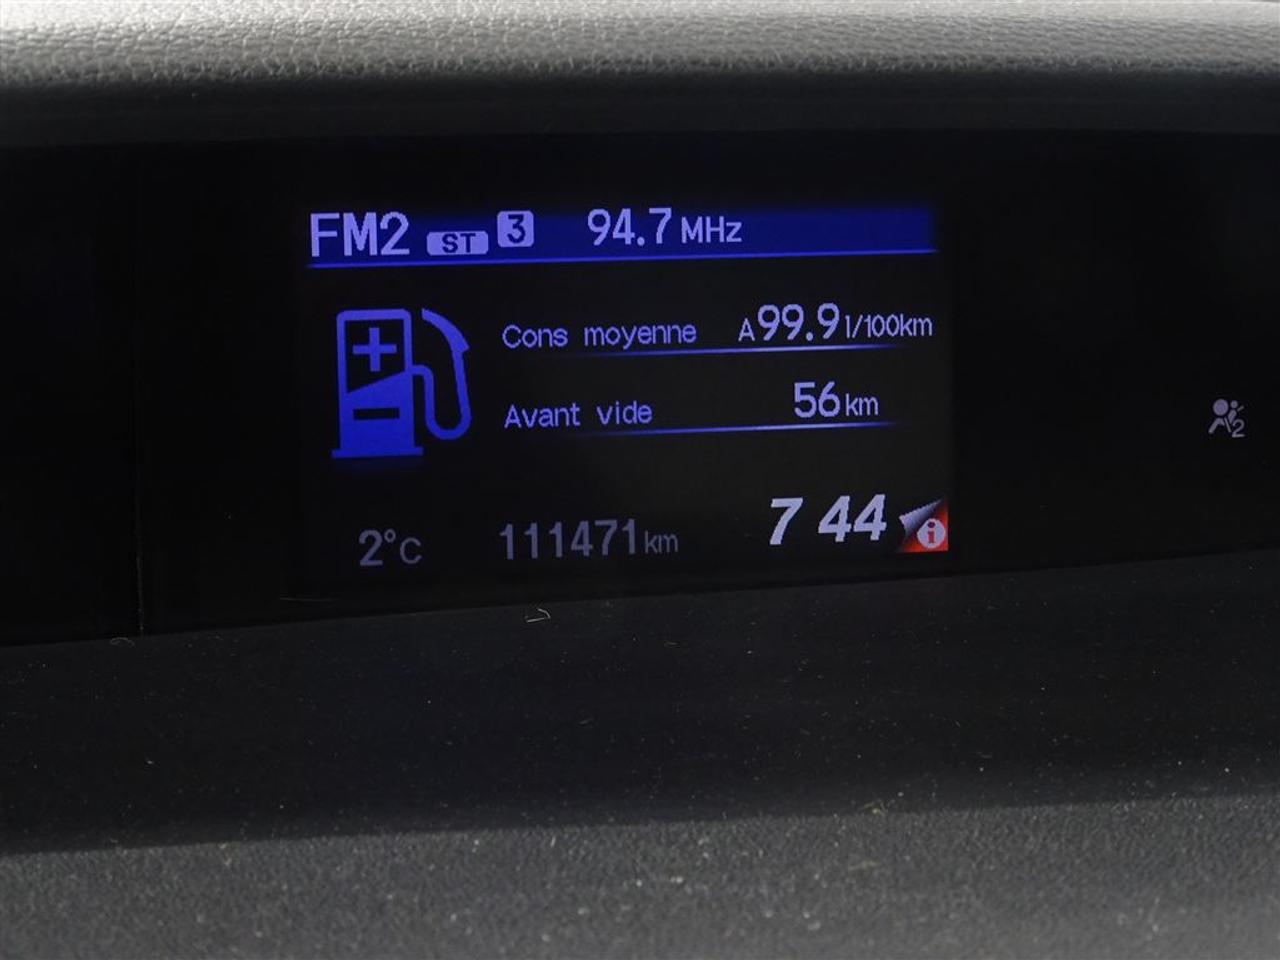 FM2 ST 3 94.7 MHz
Cons moyenne A99.9 l/100km
Avant vide 56 km
2°C 111471 km 7 44 i
2